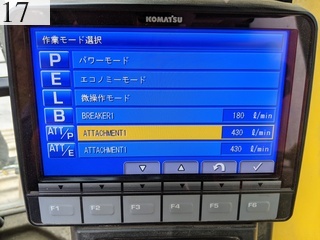 17
KOMATSU
作業モード選択
P パワーモード
E エコノミーモード
L 微操作モード
B BREAKER1 180 ℓ/min
ATT/P ATTACHMENT1 430 ℓ/min
ATT/E ATTACHMENT1 430 ℓ/min
F1 F2 F3 F4 F5 F6